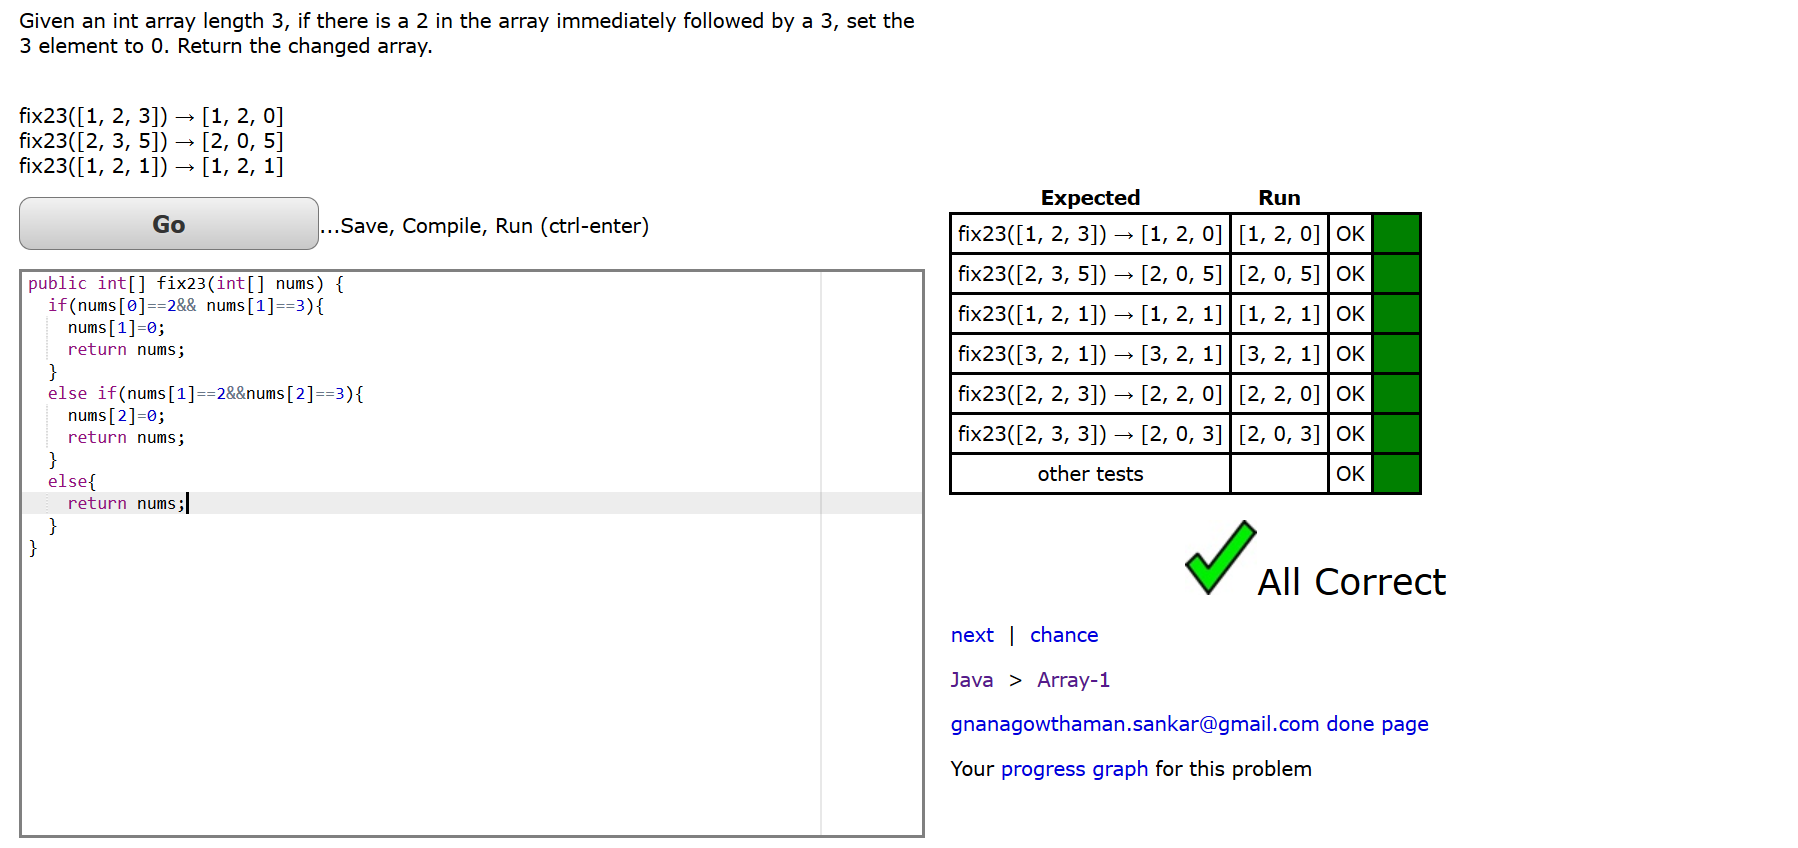 Given an int array length 3, if there is a 2 in the array immediately followed by a 3, set the
3 element to 0. Return the changed array.
fix23([1, 2, 3]) → [1, 2, 0]
fix23([2, 3, 5]) → [2, 0, 5]
fix23([1, 2, 1]) → [1, 2, 1]
Go ...Save, Compile, Run (ctrl-enter)
public int[] fix23(int[] nums) {
  if(nums[0]==2&& nums[1]==3){
    nums[1]=0;
    return nums;
  }
  else if(nums[1]==2&&nums[2]==3){
    nums[2]=0;
    return nums;
  }
  else{
    return nums;
  }
}
Expected Run
fix23([1, 2, 3]) → [1, 2, 0] [1, 2, 0] OK
fix23([2, 3, 5]) → [2, 0, 5] [2, 0, 5] OK
fix23([1, 2, 1]) → [1, 2, 1] [1, 2, 1] OK
fix23([3, 2, 1]) → [3, 2, 1] [3, 2, 1] OK
fix23([2, 2, 3]) → [2, 2, 0] [2, 2, 0] OK
fix23([2, 3, 3]) → [2, 0, 3] [2, 0, 3] OK
other tests OK
All Correct
next | chance
Java > Array-1
gnanagowthaman.sankar@gmail.com done page
Your progress graph for this problem